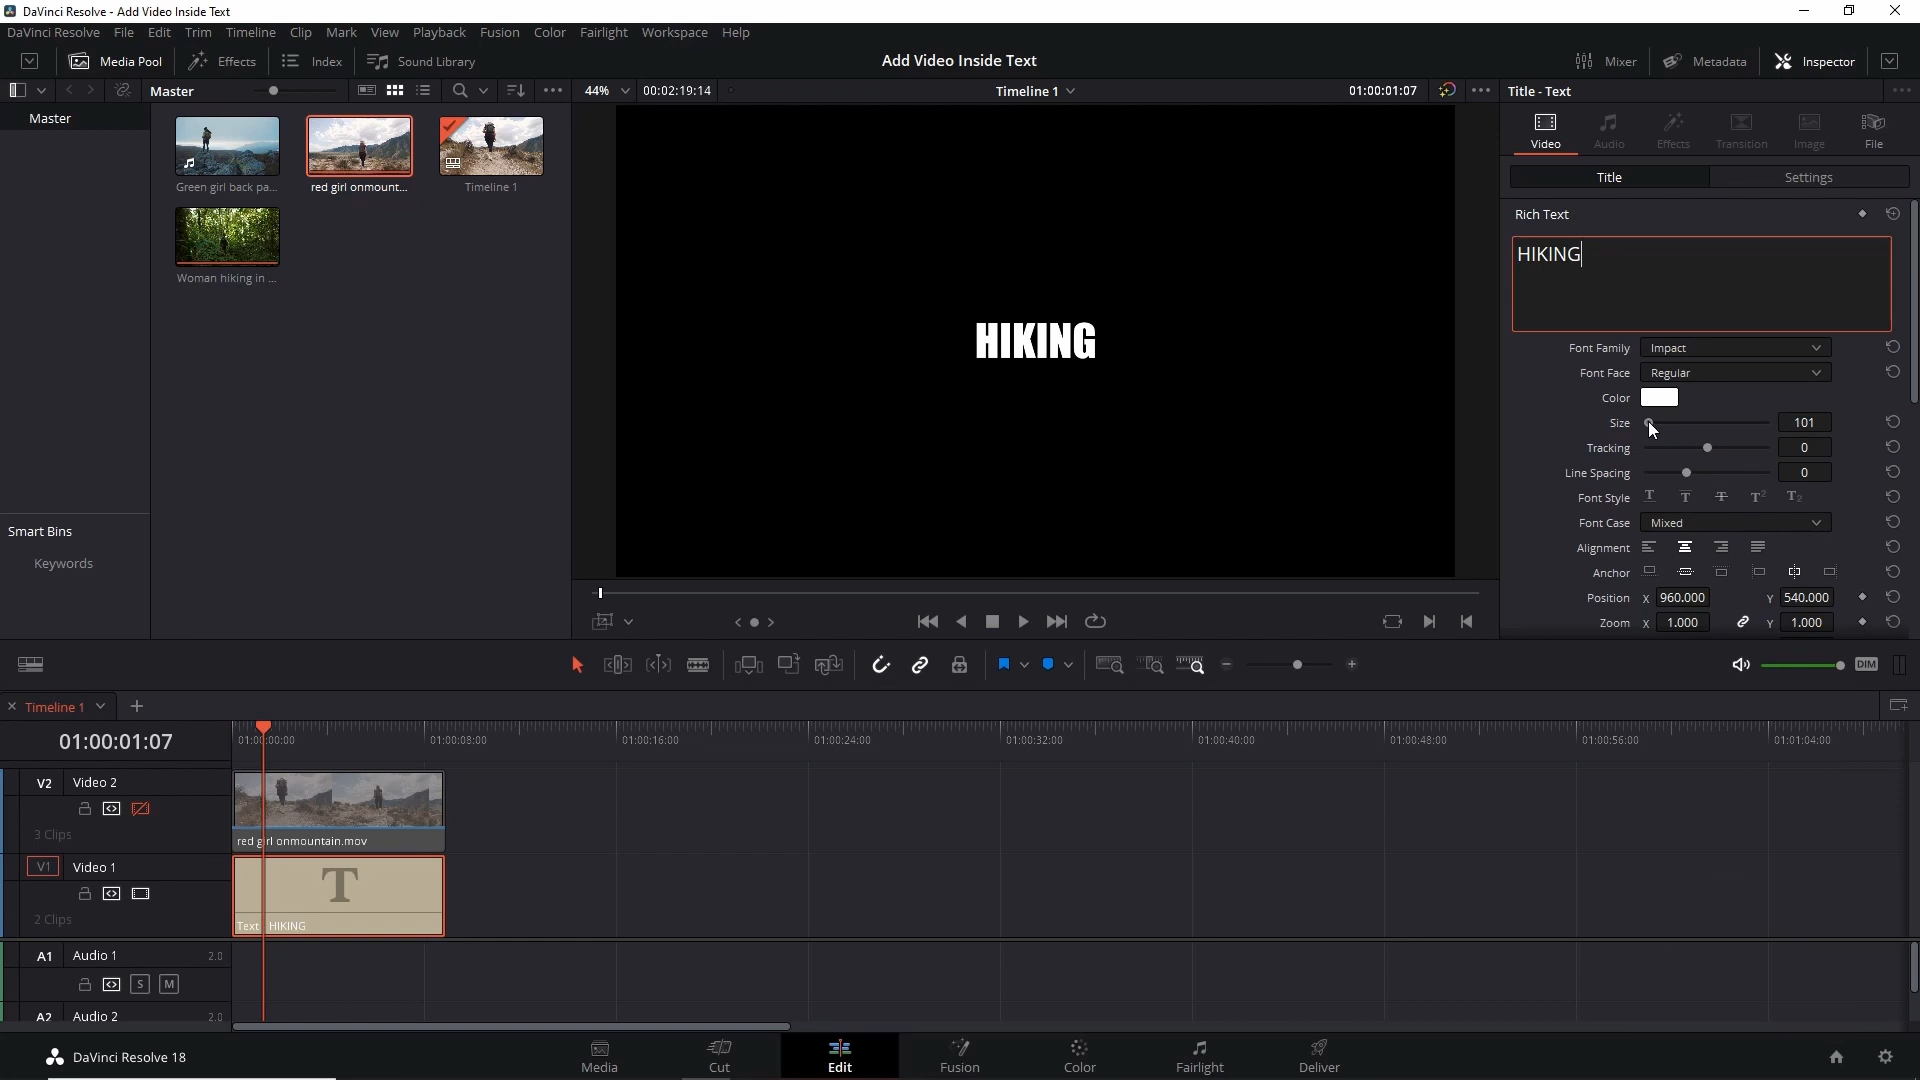 DaVinci Resolve - Add Video Inside Text
DaVinci Resolve File Edit Trim Timeline Clip Mark View Playback Fusion Color Fairlight Workspace Help
Media Pool Effects Index Sound Library Add Video Inside Text Mixer Metadata Inspector
Master 44% 00:02:19:14 Timeline 1 01:00:01:07 Title - Text
Master
Green girl back pa...
red girl onmount...
Timeline 1
Woman hiking in ...
Smart Bins
Keywords
HIKING
Video Audio Effects Transition Image File
Title Settings
Rich Text
HIKING
Font Family Impact
Font Face Regular
Color
Size 101
Tracking 0
Line Spacing 0
Font Style T T T T2 T2
Font Case Mixed
Alignment
Anchor
Position X 960.000 Y 540.000
Zoom X 1.000 Y 1.000
DIM
Timeline 1
01:00:01:07
01:00:00:00 01:00:08:00 01:00:16:00 01:00:24:00 01:00:32:00 01:00:40:00 01:00:48:00 01:00:56:00 01:01:04:00
V2 Video 2
3 Clips
red girl onmountain.mov
V1 Video 1
2 Clips
T
Text HIKING
A1 Audio 1 2.0
S M
A2 Audio 2 2.0
DaVinci Resolve 18
Media Cut Edit Fusion Color Fairlight Deliver